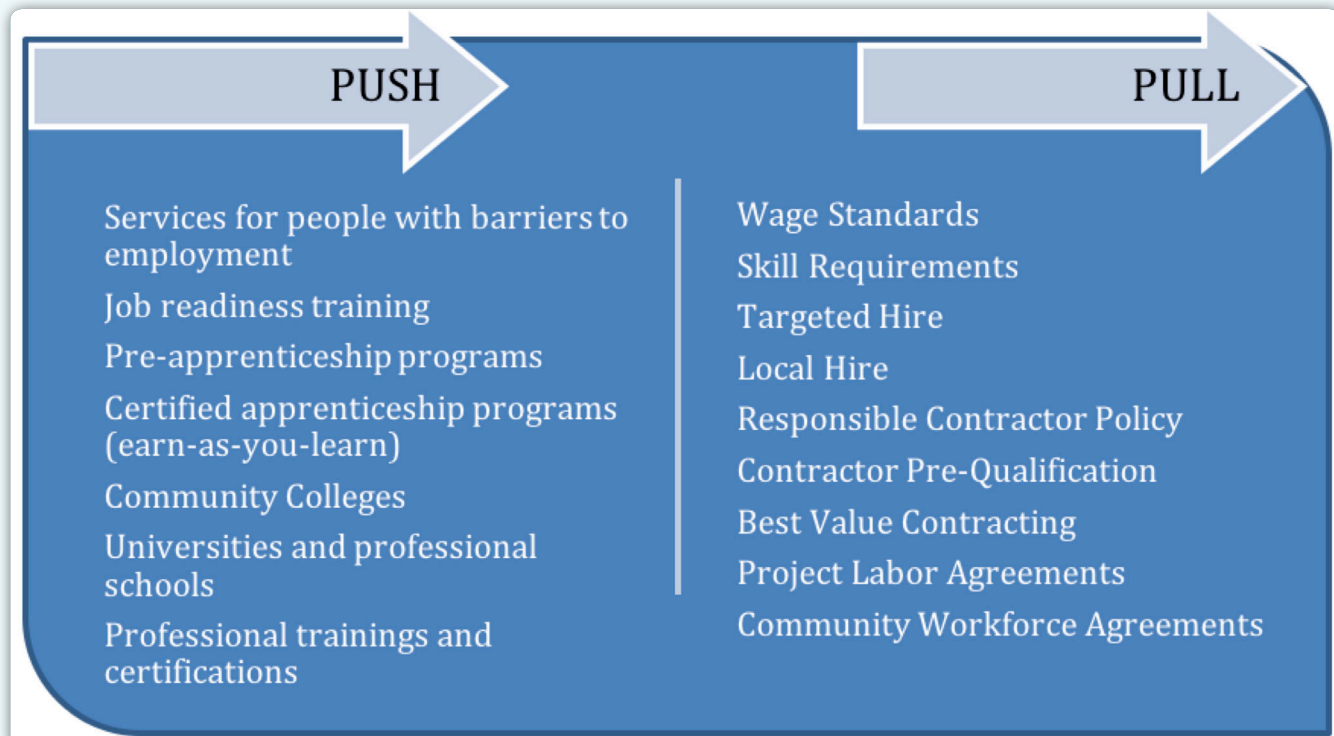 PUSH
Services for people with barriers to
employment
Job readiness training
Pre-apprenticeship programs
Certified apprenticeship programs
(earn-as-you-learn)
Community Colleges
Universities and professional
schools
Professional trainings and
certifications
PULL
Wage Standards
Skill Requirements
Targeted Hire
Local Hire
Responsible Contractor Policy
Contractor Pre-Qualification
Best Value Contracting
Project Labor Agreements
Community Workforce Agreements